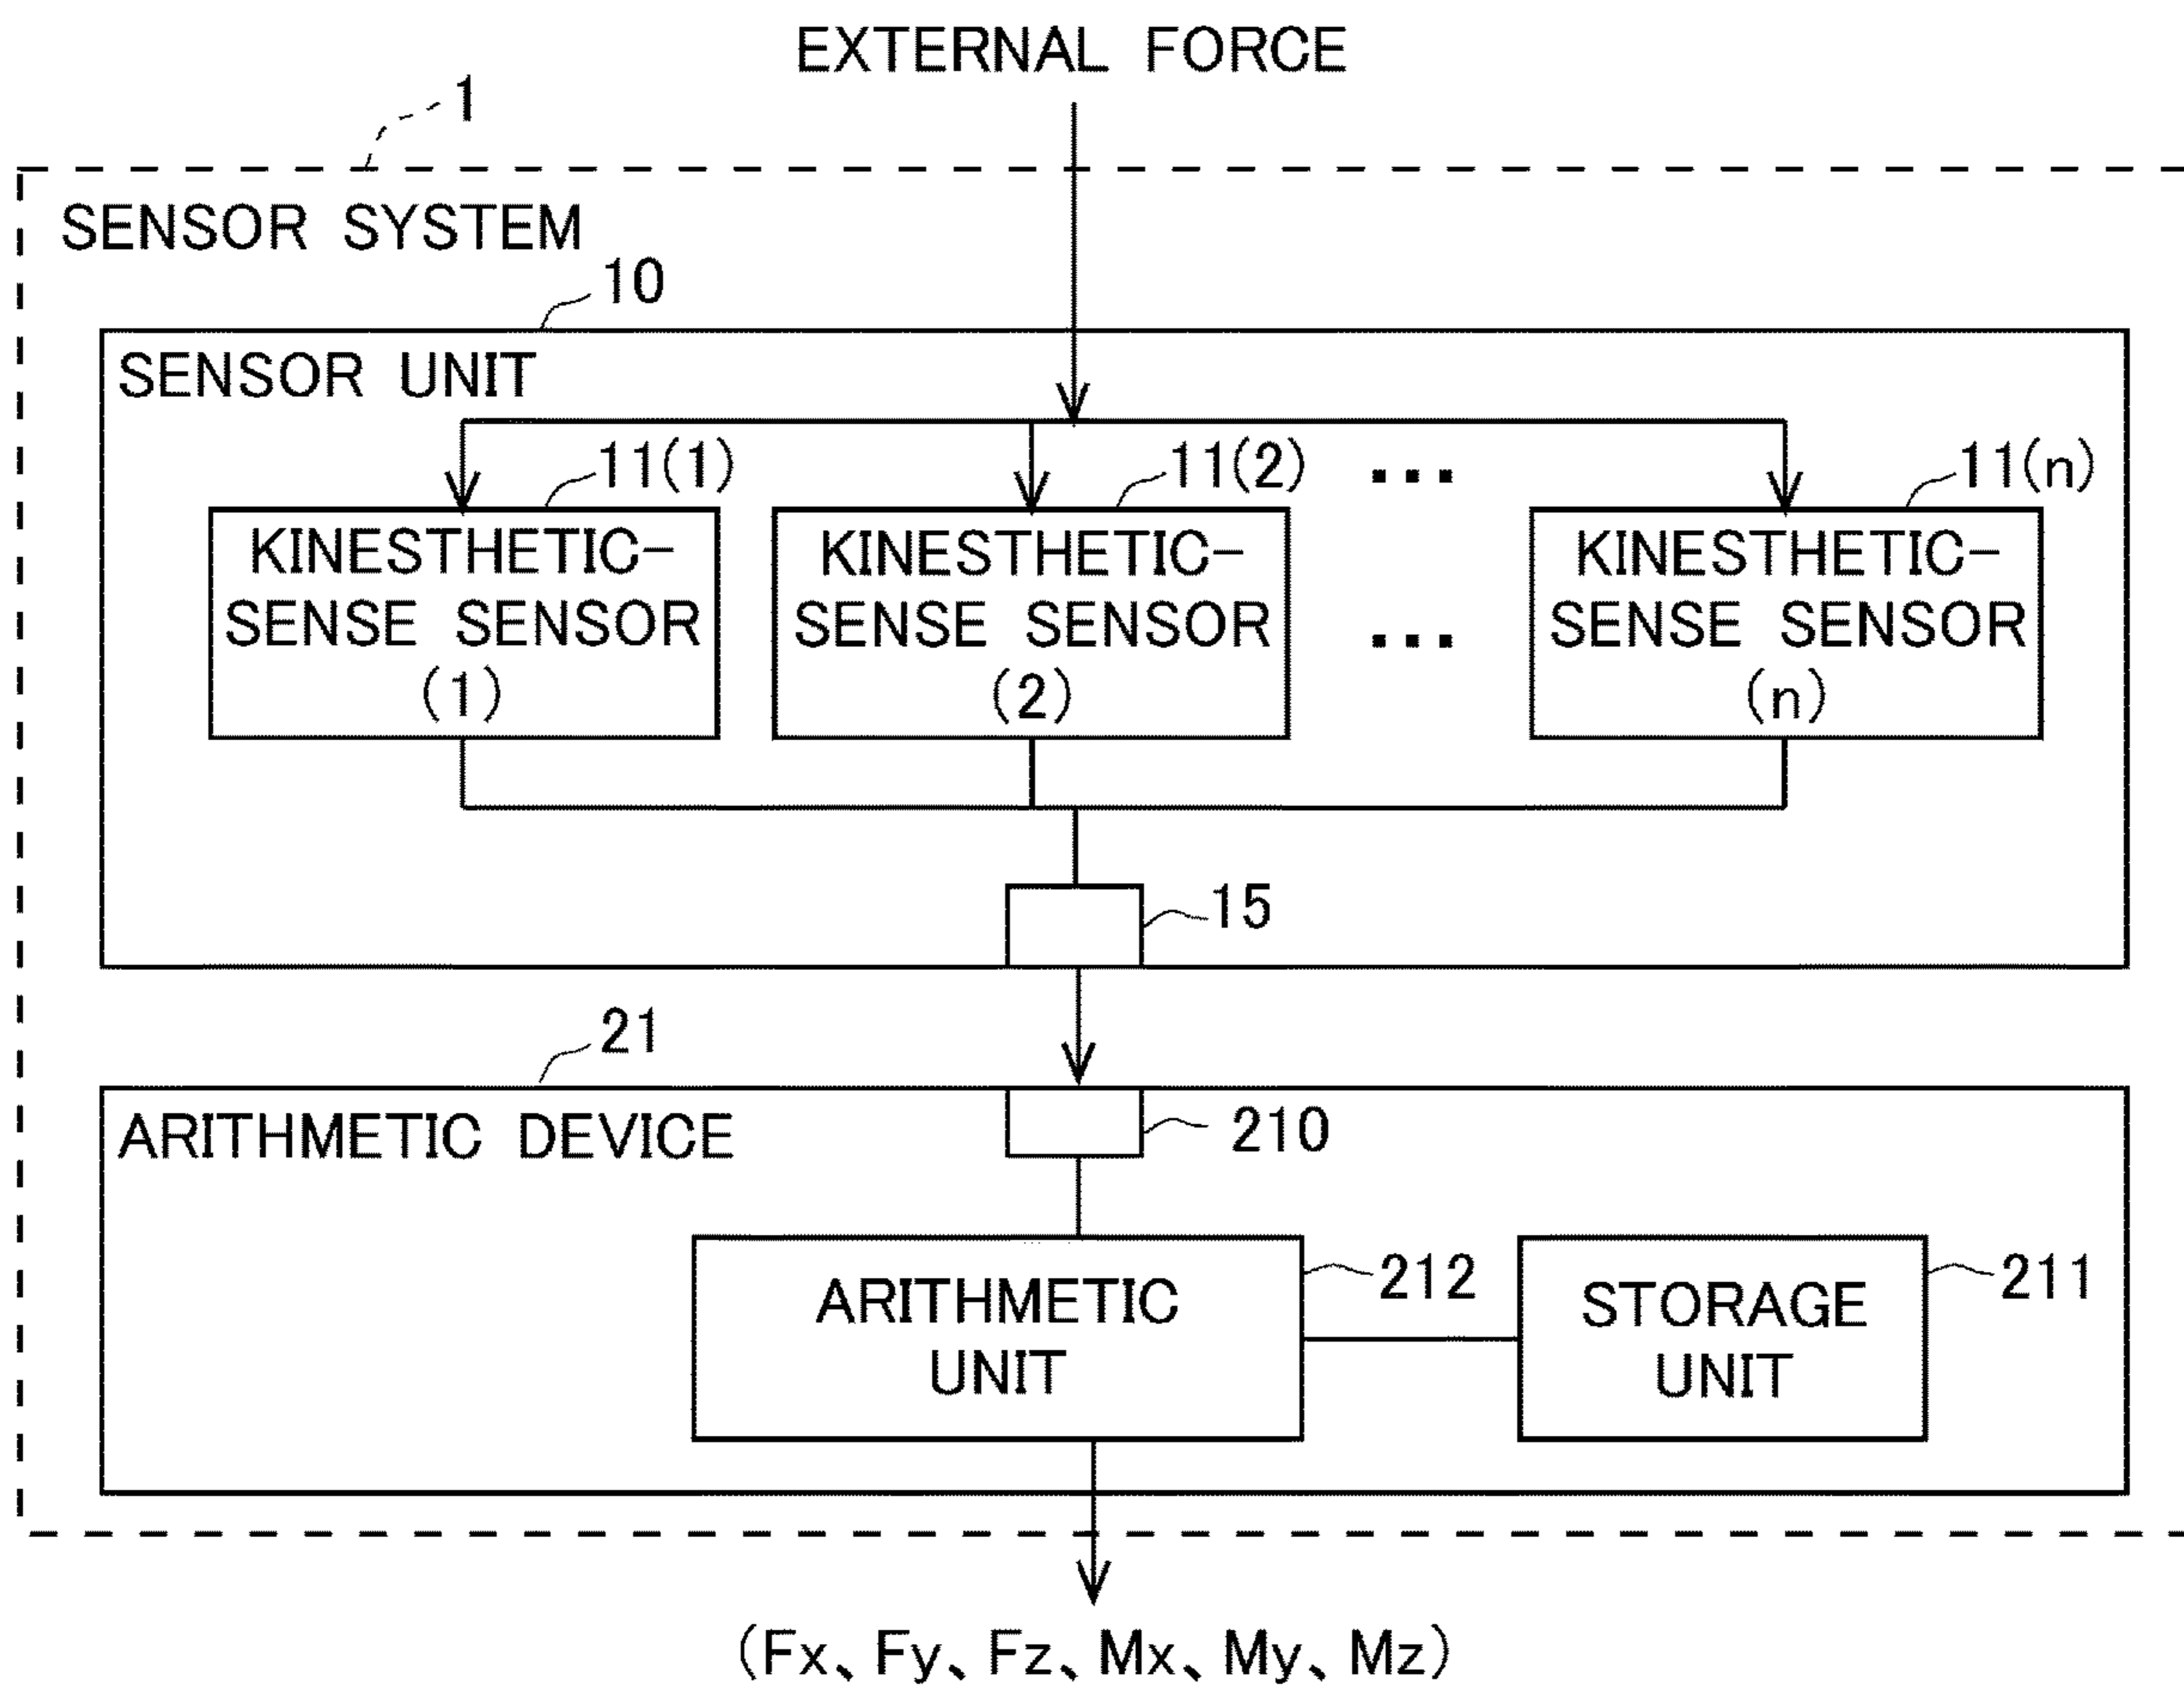 EXTERNAL FORCE
1
SENSOR SYSTEM
10
SENSOR UNIT
11(1)
11(2)
...
11(n)
KINESTHETIC-
SENSE SENSOR
(1)
KINESTHETIC-
SENSE SENSOR
(2)
...
KINESTHETIC-
SENSE SENSOR
(n)
15
21
ARITHMETIC DEVICE
210
ARITHMETIC
UNIT
212
STORAGE
UNIT
211
(Fx、Fy、Fz、Mx、My、Mz)